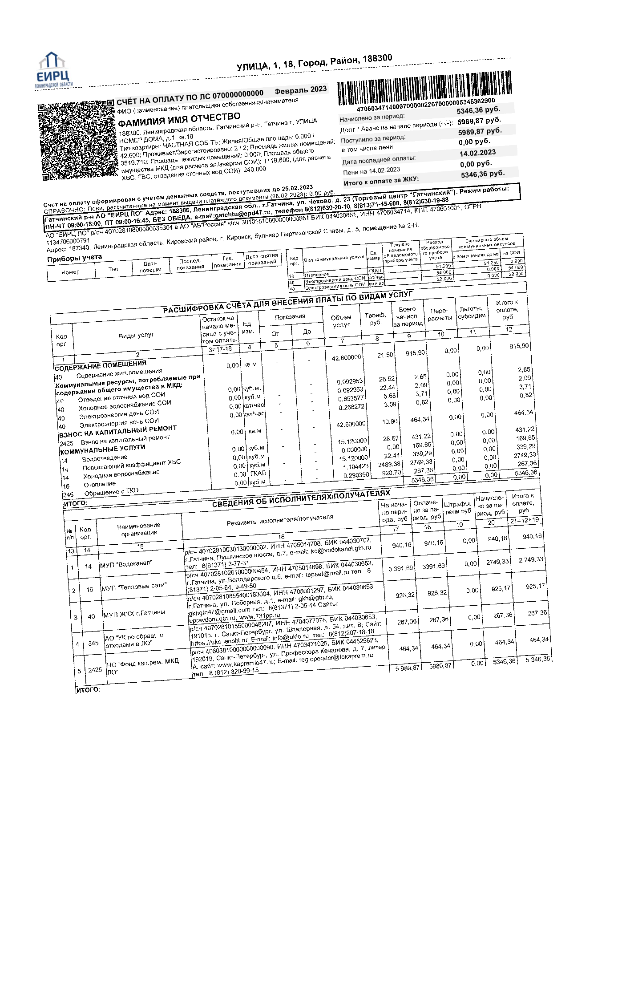 ЕИРЦ
ЛЕНИНГРАДСКОЙ ОБЛАСТИ
УЛИЦА, 1, 18, Город, Район, 188300
СЧЁТ НА ОПЛАТУ ПО ЛС 070000000000 Февраль 2023
ФИО (наименование) плательщика собственника/нанимателя
ФАМИЛИЯ ИМЯ ОТЧЕСТВО
188300, Ленинградская область, Гатчинский р-н, Гатчина г, УЛИЦА
НОМЕР ДОМА, д.1, кв.18
Тип квартиры: ЧАСТНАЯ СОБ-ТЬ; Жилая/Общая площадь: 0.000 /
42.600; Проживает/Зарегистрировано: 2 / 2; Площадь жилых помещений:
3519.710; Площадь нежилых помещений: 0.000; Площадь общего
имущества МКД (для расчета эл/энергии СОИ): 1119.600, (для расчета
ХВС, ГВС, отведения сточных вод СОИ): 240.000
47060347140007000002267000005346362900
Начислено за период: 5346,36 руб.
Долг / Аванс на начало периода (+/-): 5989,87 руб.
Поступило за период: 5989,87 руб.
в том числе пени 0,00 руб.
Дата последней оплаты: 14.02.2023
Пени на 14.02.2023 0,00 руб.
Итого к оплате за ЖКУ: 5346,36 руб.
Счет на оплату сформирован с учетом денежных средств, поступивших до 25.02.2023
СПРАВОЧНО: Пени, рассчитанные на момент выдачи платёжного документа (28.02.2023): 0.00 руб.
Гатчинский р-н АО "ЕИРЦ ЛО" Адрес: 188306, Ленинградская обл., г.Гатчина, ул. Чехова, д. 23 (Торговый центр "Гатчинский"). Режим работы:
ПН-ЧТ 09:00-18:00, ПТ 09:00-16:45, БЕЗ ОБЕДА. e-mail:gatchtu@epd47.ru, телефон 8(812)630-20-10, 8(813)71-45-600, 8(812)630-19-88
АО "ЕИРЦ ЛО" р/сч 40702810800000035304 в АО "АБ"Россия" к/сч 30101810800000000861 БИК 044030861, ИНН 4706034714, КПП 470601001, ОГРН
1134706000791
Адрес: 187340, Ленинградская область, Кировский район, г. Кировск, бульвар Партизанской Славы, д. 5, помещение № 2-Н.
Приборы учета
Номер Тип Дата поверки Послед. показания Тек. показания Дата снятия показаний
Код орг. Вид коммунальной услуги Ед. измер. Текущие показания общедомового прибора учёта Расход общедомово го прибора учета Суммарный объем коммунальных ресурсов
в помещениях дома на СОИ
16 Отопление ГКАЛ - 91.250 91.250 0.000
40 Электроэнергия день СОИ квт/час - 54.000 0.000 54.000
40 Электроэнергия ночь СОИ квт/час - 22.000 0.000 22.000
РАСШИФРОВКА СЧЁТА ДЛЯ ВНЕСЕНИЯ ПЛАТЫ ПО ВИДАМ УСЛУГ
Код орг. Виды услуг Остаток на начало ме-сяца с уче-том оплаты Ед. изм. Показания Объем услуг Тариф, руб. Всего начисл. за период Пере-расчеты Льготы, субсидии Итого к оплате, руб
От До
1 2 3=17-18 4 5 6 7 8 9 10 11 12
СОДЕРЖАНИЕ ПОМЕЩЕНИЯ
40 Содержание жил.помещения 0,00 кв.м - - 42.600000 21.50 915,90 0,00 0,00 915,90
Коммунальные ресурсы, потребляемые при
содержании общего имущества в МКД:
40 Отведение сточных вод СОИ 0,00 куб.м. - - 0.092953 28.52 2.65 0.00 0,00 2,65
40 Холодное водоснабжение СОИ 0,00 куб.м - - 0.092953 22.44 2,09 0,00 0,00 2,09
40 Электроэнергия день СОИ 0,00 квт/час - - 0.653577 5.68 3,71 0,00 0,00 3,71
40 Электроэнергия ночь СОИ 0,00 квт/час - - 0.266272 3.09 0,82 0,00 0,00 0,82
ВЗНОС НА КАПИТАЛЬНЫЙ РЕМОНТ
2425 Взнос на капитальный ремонт 0,00 кв.м - - 42.600000 10.90 464,34 0,00 0,00 464,34
КОММУНАЛЬНЫЕ УСЛУГИ
14 Водоотведение 0,00 куб.м - - 15.120000 28.52 431,22 0,00 0,00 431,22
14 Повышающий коэффициент ХВС 0,00 куб.м - - 0.000000 0.00 169,65 0,00 0,00 169,65
14 Холодная водоснабжение 0,00 куб.м - - 15.120000 22.44 339,29 0,00 0,00 339,29
16 Отопление 0.00 ГКАЛ - - 1.104423 2489.38 2749,33 0,00 0,00 2749,33
345 Обращение с ТКО 0,00 куб.м. - - 0.290390 920.70 267,36 0,00 0,00 267,36
ИТОГО: 5346,36 0,00 0,00 5346,36
СВЕДЕНИЯ ОБ ИСПОЛНИТЕЛЯХ/ПОЛУЧАТЕЛЯХ
№ п/п Код орг. Наименование организации Реквизиты исполнителя/получателя На нача-ло пери-ода, руб Оплаче-но за пе-риод, руб Штрафы, пени руб Начисле-но за пе-риод, руб Итого к оплате, руб
13 14 15 16 17 18 19 20 21=12+19
1 14 МУП "Водоканал" р/сч 40702810030130000002, ИНН 4705014708, БИК 044030707, 940,16 940,16 0,00 940,16 940,16
г.Гатчина, Пушкинское шоссе, д.7, e-mail: kc@vodokanal.gtn.ru
тел: 8(81371) 3-77-31
2 16 МУП "Тепловые сети" р/сч 40702810281000000454, ИНН 4705014698, БИК 044030653, 3 391,69 3391.69 0,00 2749,33 2 749,33
г.Гатчина, ул.Володарского д.6, e-mail: tepset@mail.ru тел: 8
(81371) 2-05-64, 9-49-50
3 40 МУП ЖКХ г.Гатчины р/сч 40702810855400183004, ИНН 4705001297, БИК 044030653, 926,32 926,32 0,00 925,17 925,17
г.Гатчина, ул. Соборная, д.1, e-mail: gkh@gtn.ru,
gkhgtn47@gmail.com тел: 8(81371) 2-05-44 Сайты:
upravdom.gtn.ru, www.731pp.ru
4 345 АО "УК по обращ. с отходами в ЛО" р/сч 40702810155000048207, ИНН 4704077078, БИК 044030653, 267,36 267,36 0,00 267,36 267,36
191015, г. Санкт-Петербург, ул. Шпалерная, д. 54, лит. В; Сайт:
https://uko-lenobl.ru; E-mail: info@uklo.ru тел: 8(812)207-18-18
5 2425 НО "Фонд кап.рем. МКД ЛО" р/сч 40603810000000000090, ИНН 4703471025, БИК 044525823, 464,34 464,34 0,00 464,34 464,34
192019, Санкт-Петербург, ул. Профессора Качалова, д. 7, литер
А: сайт: www.kapremlo47.ru; E-mail: reg.operator@lokaprem.ru
тел: 8 (812) 320-99-15
ИТОГО: 5 989,87 5989,87 0,00 5346,36 5 346,36